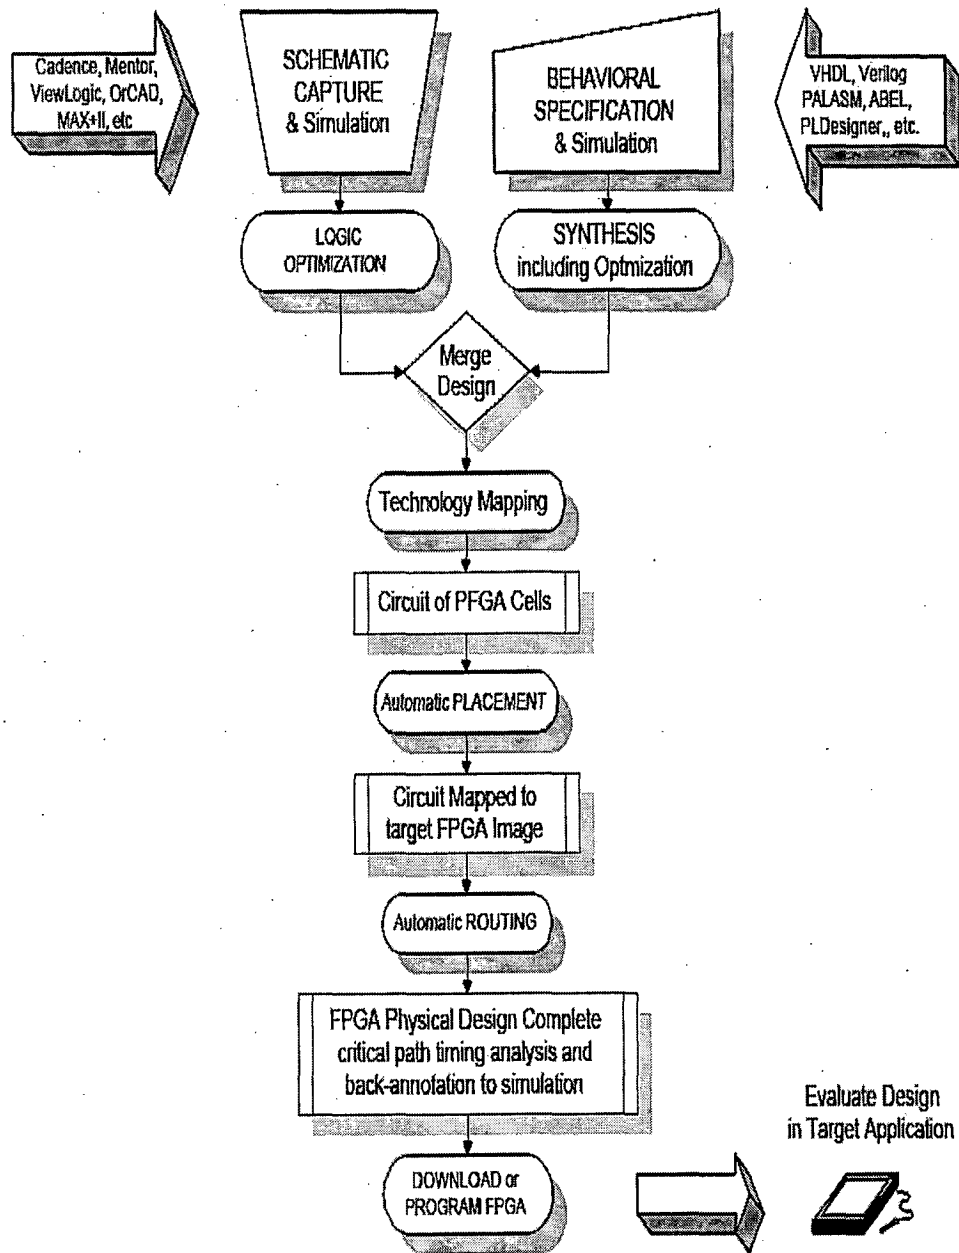 Cadence, Mentor,
ViewLogic, OrCAD,
MAX+II, etc
SCHEMATIC
CAPTURE
& Simulation
BEHAVIORAL
SPECIFICATION
& Simulation
VHDL, Verilog
PALASM, ABEL,
PLDesigner,, etc.
LOGIC
OPTIMIZATION
SYNTHESIS
including Optmization
Merge
Design
Technology Mapping
Circuit of PFGA Cells
Automatic PLACEMENT
Circuit Mapped to
target FPGA Image
Automatic ROUTING
FPGA Physical Design Complete
critical path timing analysis and
back-annotation to simulation
Evaluate Design
in Target Application
DOWNLOAD or
PROGRAM FPGA